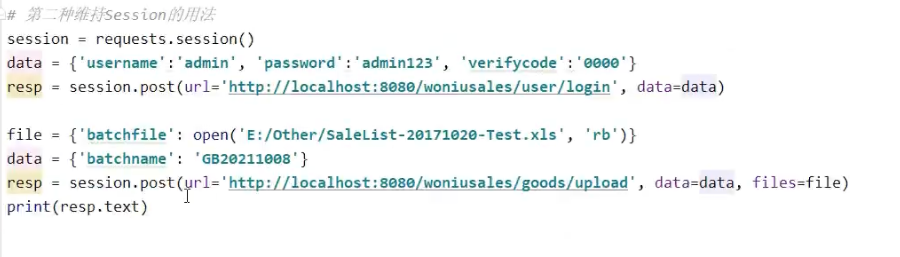 # 第二种维持Session的用法
session = requests.session()
data = {'username':'admin', 'password':'admin123', 'verifycode':'0000'}
resp = session.post(url='http://localhost:8080/woniusales/user/login', data=data)
file = {'batchfile': open('E:/Other/SaleList-20171020-Test.xls', 'rb')}
data = {'batchname': 'GB20211008'}
resp = session.post(url='http://localhost:8080/woniusales/goods/upload', data=data, files=file)
print(resp.text)